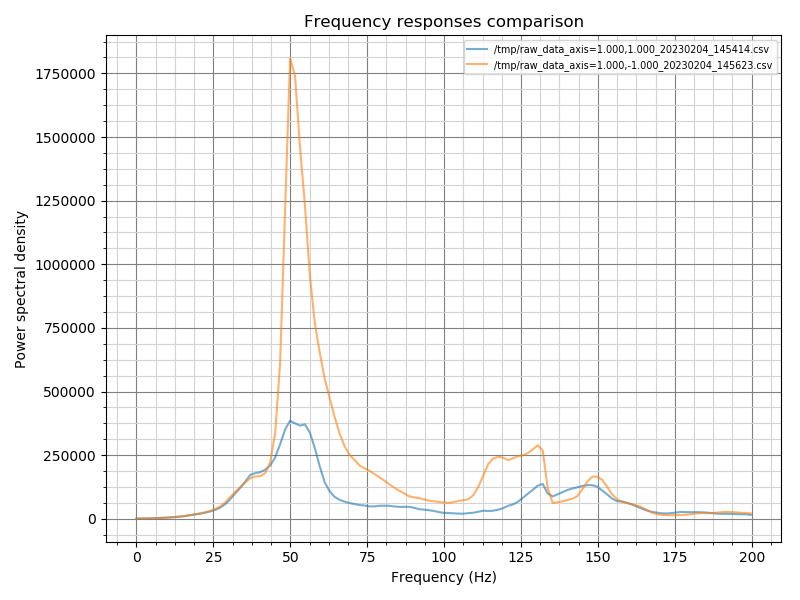 Frequency responses comparison
/tmp/raw_data_axis=1.000,1.000_20230204_145414.csv
/tmp/raw_data_axis=1.000,-1.000_20230204_145623.csv
Power spectral density
1750000
1500000
1250000
1000000
750000
500000
250000
0
0 25 50 75 100 125 150 175 200
Frequency (Hz)